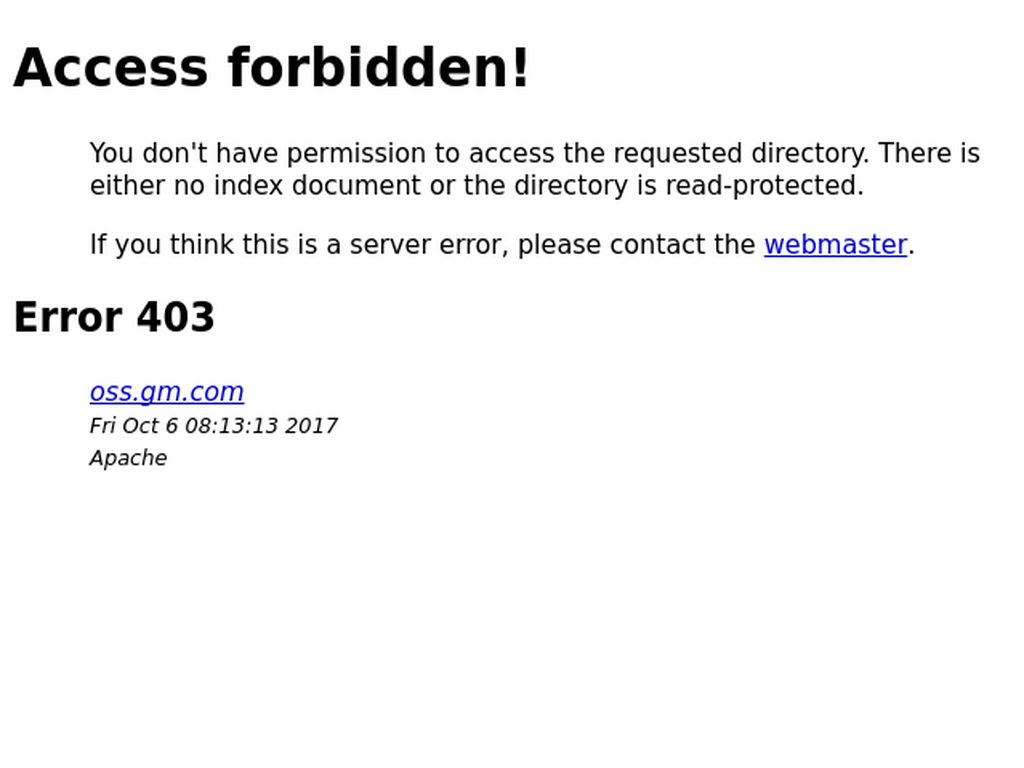 Access forbidden!
You don't have permission to access the requested directory. There is
either no index document or the directory is read-protected.
If you think this is a server error, please contact the webmaster.
Error 403
oss.gm.com
Fri Oct 6 08:13:13 2017
Apache